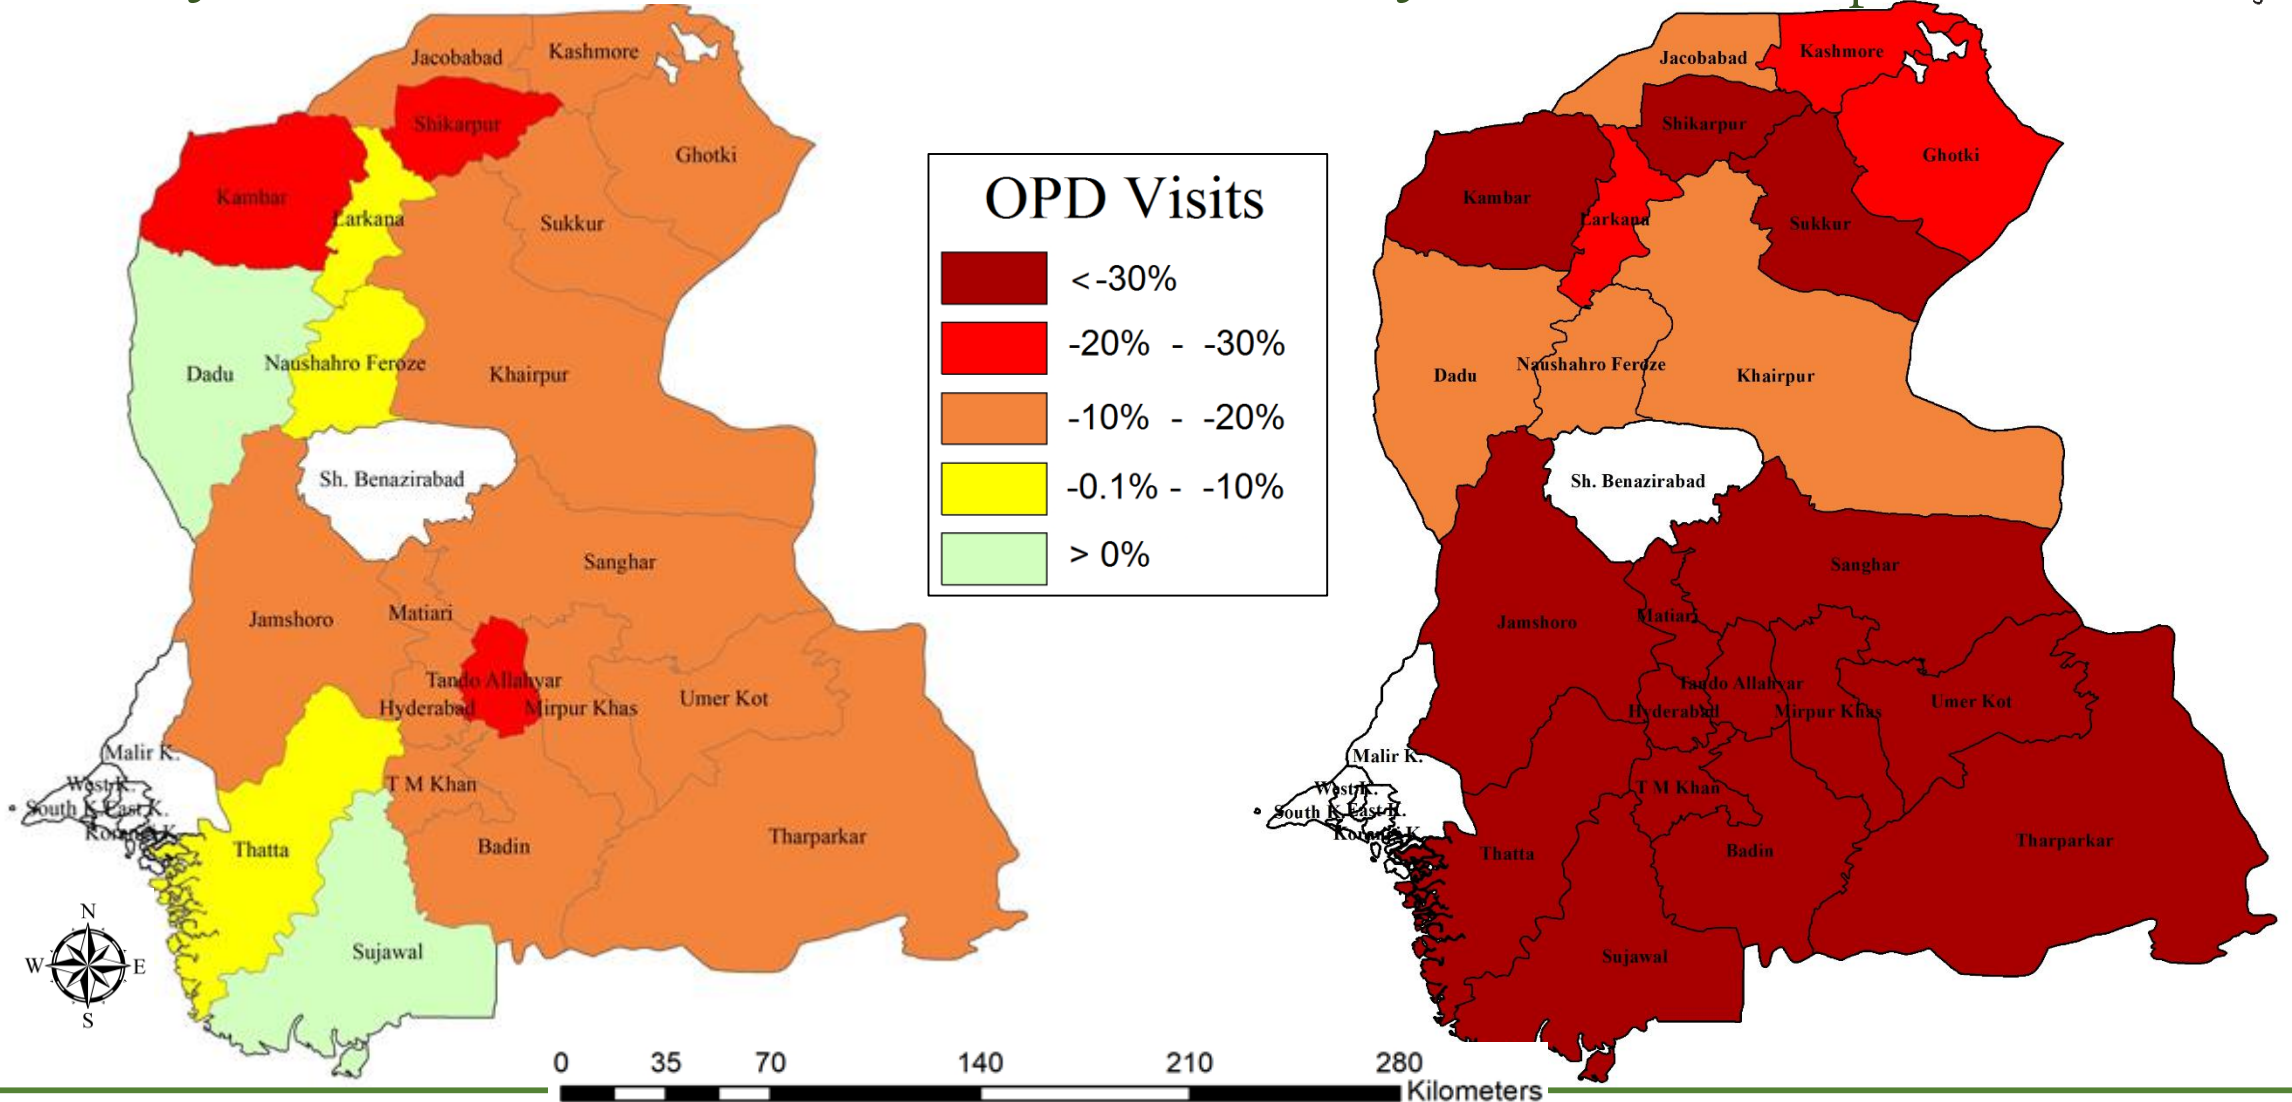 Jacobabad
Kashmore
Shikarpur
Ghotki
Kambar
Larkana
Sukkur
Dadu
Naushahro Feroze
Khairpur
Sh. Benazirabad
Sanghar
Jamshoro
Matiari
Tando Allahyar
Hyderabad
Mirpur Khas
Umer Kot
Malir K.
West K.
South K.
East K.
T M Khan
Thatta
Badin
Tharparkar
Sujawal
N
W
E
S
OPD Visits
< -30%
-20% - -30%
-10% - -20%
-0.1% - -10%
> 0%
Jacobabad
Kashmore
Shikarpur
Ghotki
Kambar
Larkana
Sukkur
Dadu
Naushahro Feroze
Khairpur
Sh. Benazirabad
Sanghar
Jamshoro
Matiari
Tando Allahyar
Hyderabad
Mirpur Khas
Umer Kot
Malir K.
West K.
South K.
East K.
T M Khan
Thatta
Badin
Tharparkar
Sujawal
0 35 70 140 210 280
Kilometers